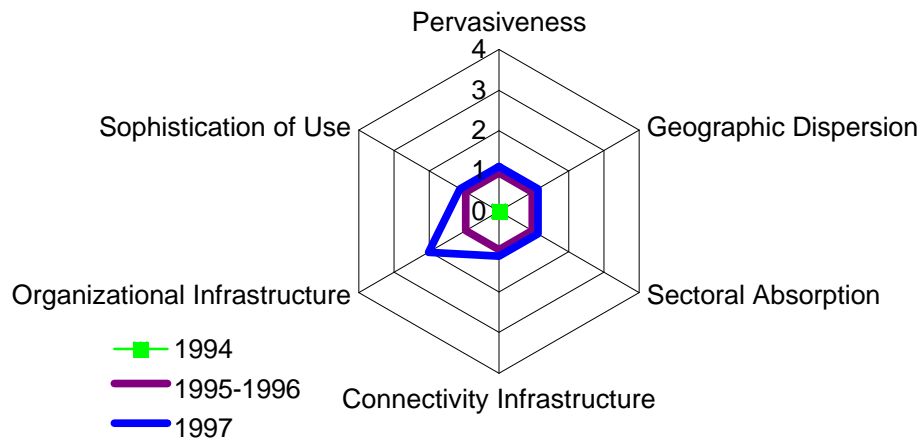 Pervasiveness
4
3
2
1
0
Sophistication of Use
Geographic Dispersion
Organizational Infrastructure
Sectoral Absorption
Connectivity Infrastructure
1994
1995-1996
1997